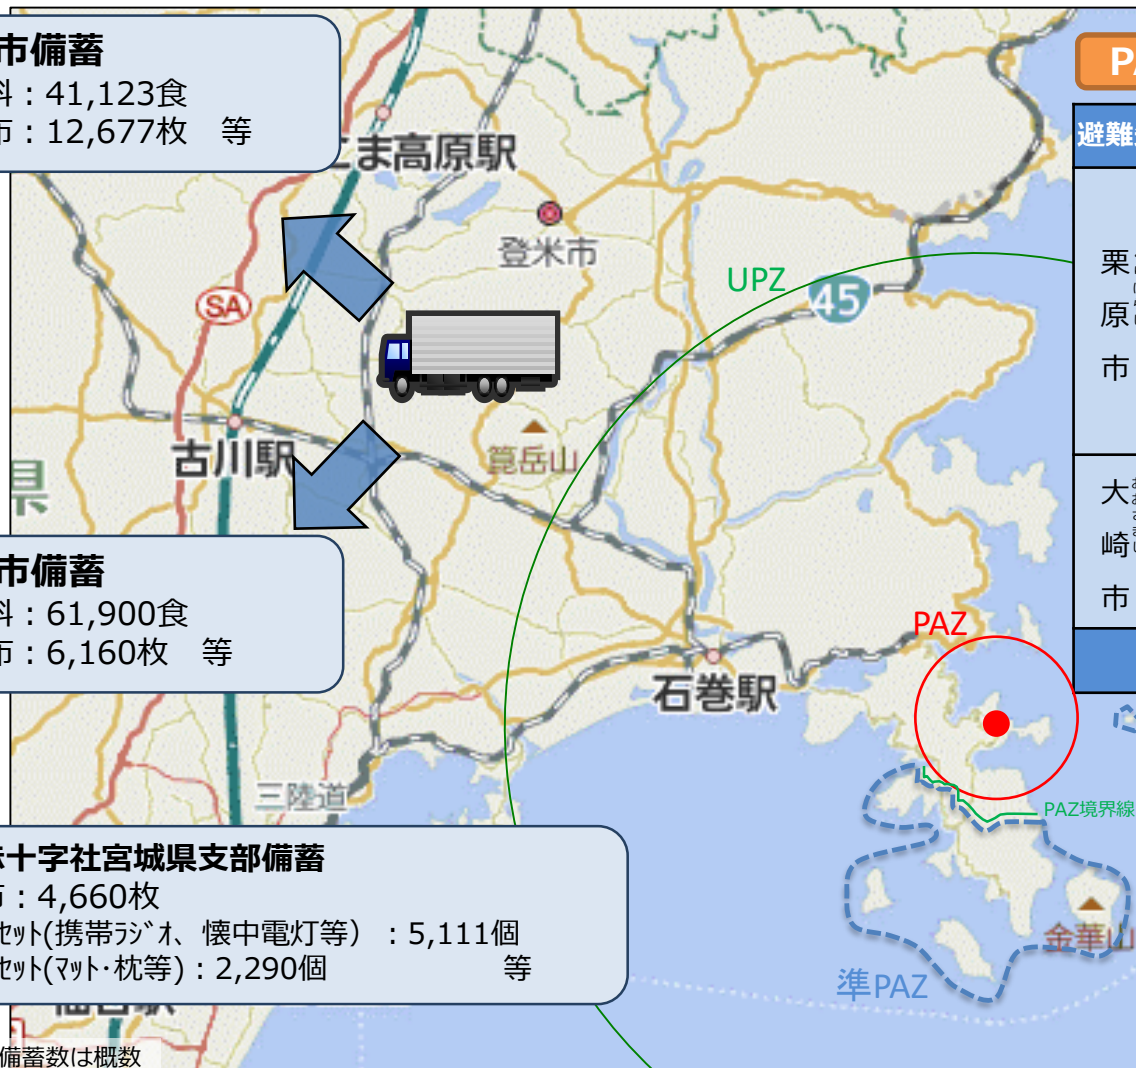 市備蓄
料：41,123食
布：12,677枚　等
こま高原駅
登米市
UPZ
45
SA
古川駅
箟岳山
県
市備蓄
料：61,900食
布：6,160枚　等
石巻駅
三陸道
PAZ
PAZ境界線
金華山
準PAZ
十字社宮城県支部備蓄
布：4,660枚
ｾｯﾄ(携帯ﾗｼﾞｵ、懐中電灯等）：5,111個
ｾｯﾄ(ﾏｯﾄ･枕等)：2,290個　等
仙台駅
備蓄数は概数
PA
避難
栗
原
市
大
崎
市